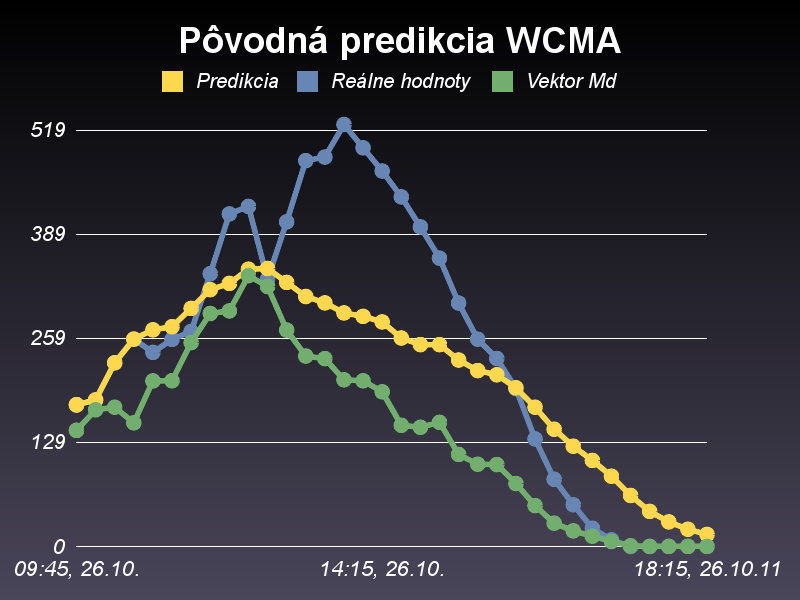 Pôvodná predikcia WCMA
Predikcia Reálne hodnoty Vektor Md
519
389
259
129
0
09:45, 26.10. 14:15, 26.10. 18:15, 26.10.11